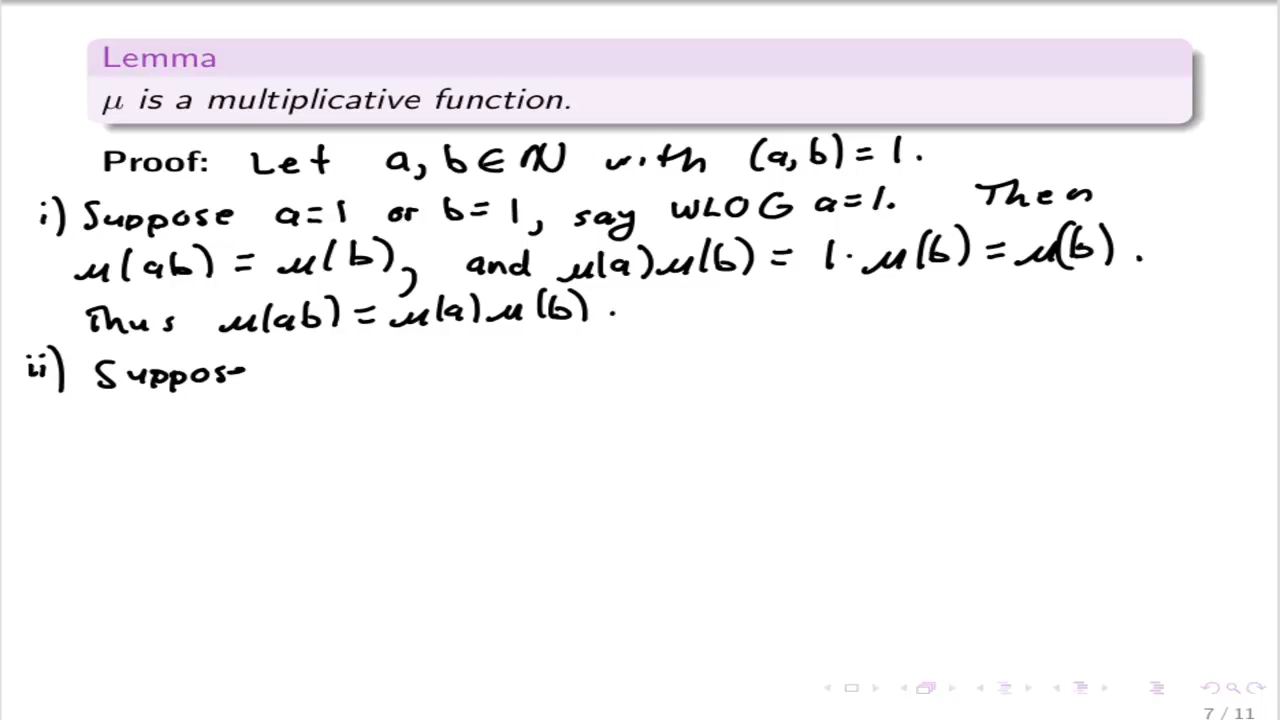 Lemma
μ is a multiplicative function.
Proof: Let a, b ∈ ℕ with (a, b) = 1.
i) Suppose a = 1 or b = 1, say WLOG a = 1. Then
μ(ab) = μ(b), and μ(a)μ(b) = 1 · μ(b) = μ(b).
Thus μ(ab) = μ(a)μ(b).
ii) Suppose
7 / 11